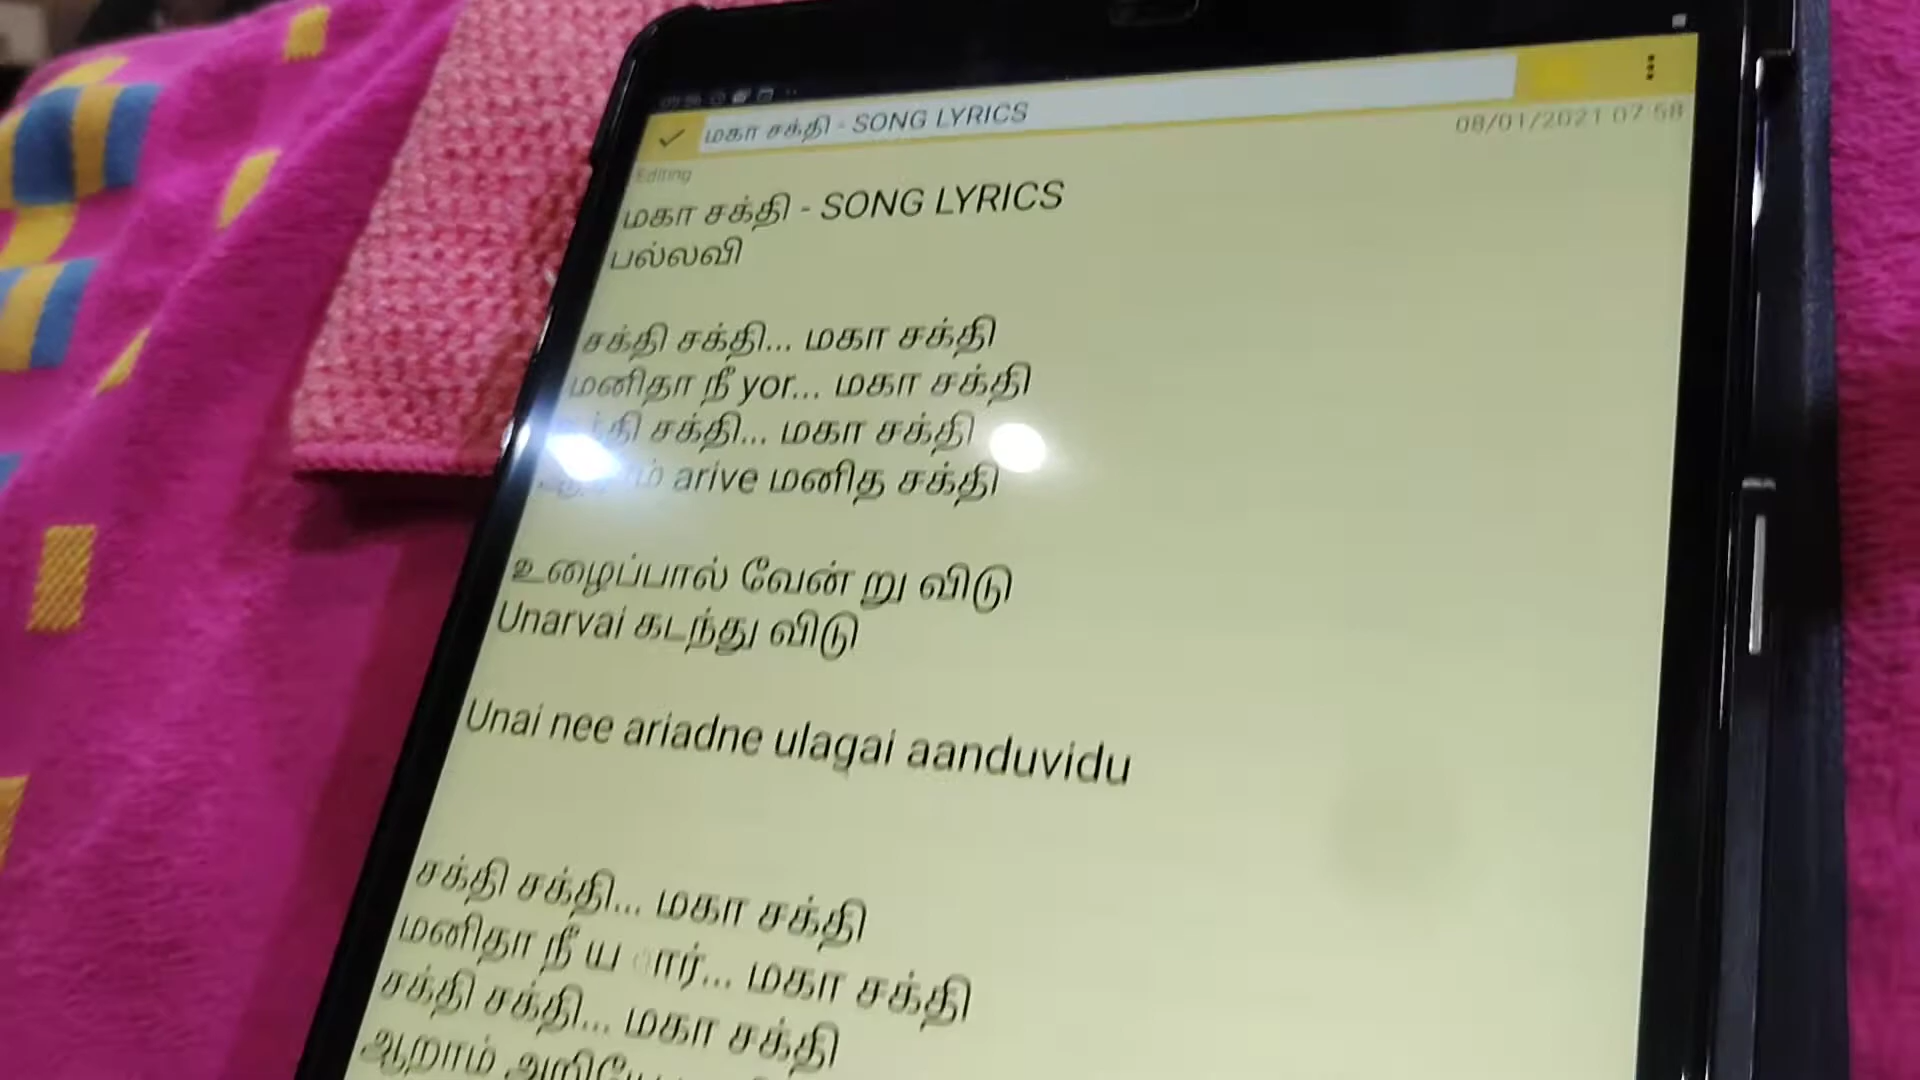 மகா சக்தி - SONG LYRICS
08/01/2021 07:58
Editing
மகா சக்தி - SONG LYRICS
பல்லவி
சக்தி சக்தி... மகா சக்தி
மனிதா நீ yor... மகா சக்தி
சக்தி... மகா சக்தி
arive மனித சக்தி
உழைப்பால் வேன் று விடு
Unarvai கடந்து விடு
Unai nee ariadne ulagai aanduvidu
சக்தி சக்தி... மகா சக்தி
மனிதா நீ ய ார்... மகா சக்தி
சக்தி சக்தி... மகா சக்தி
ஆறாம்